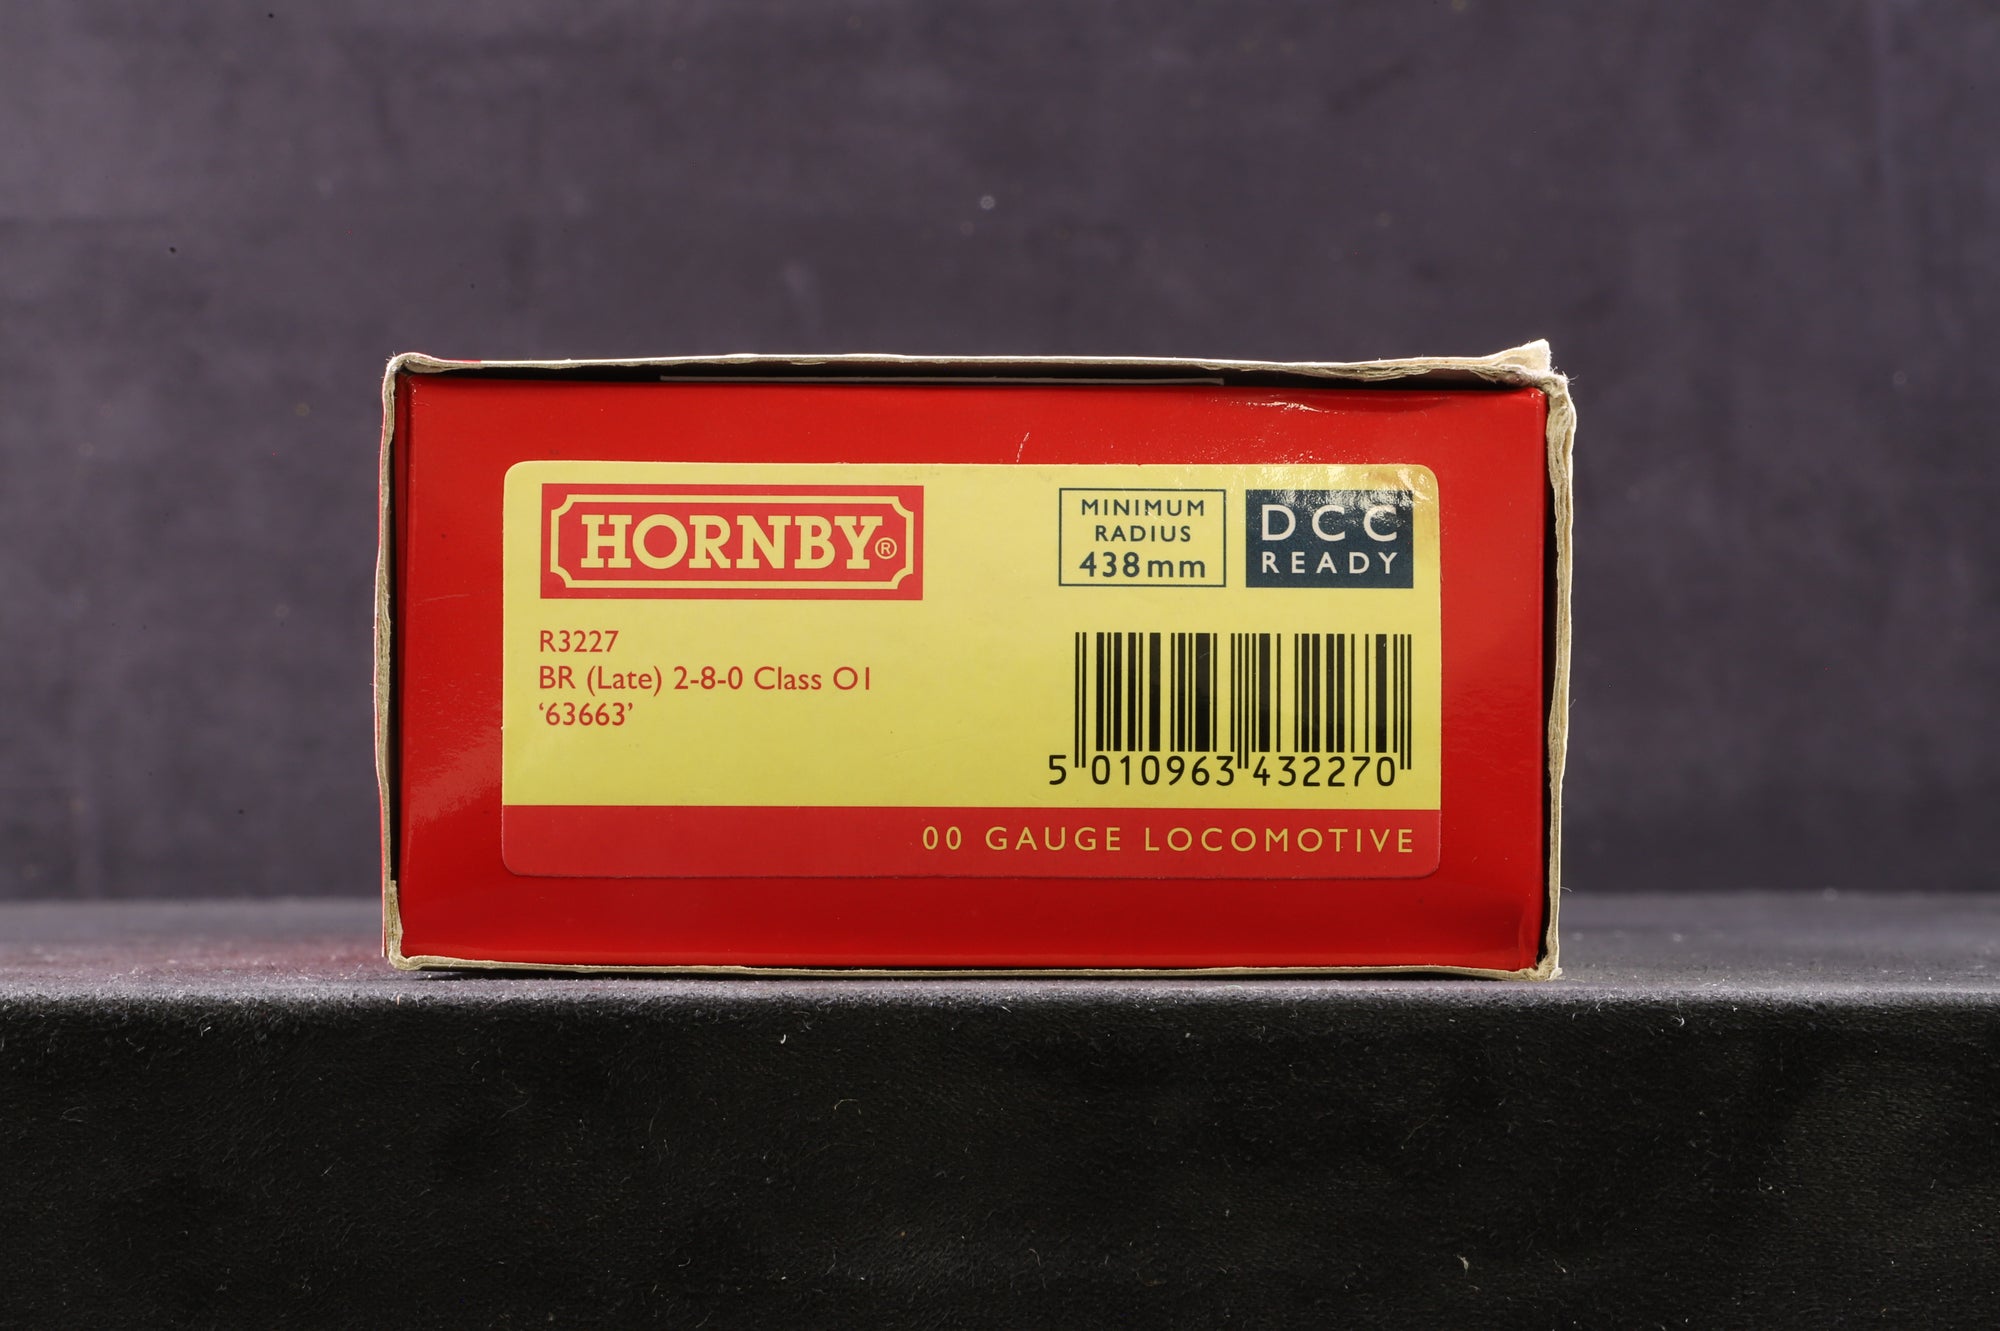 HORNBY®
MINIMUM
RADIUS
438mm
DCC
READY
R3227
BR (Late) 2-8-0 Class O1
‘63663’
5 010963 432270
00 GAUGE LOCOMOTIVE